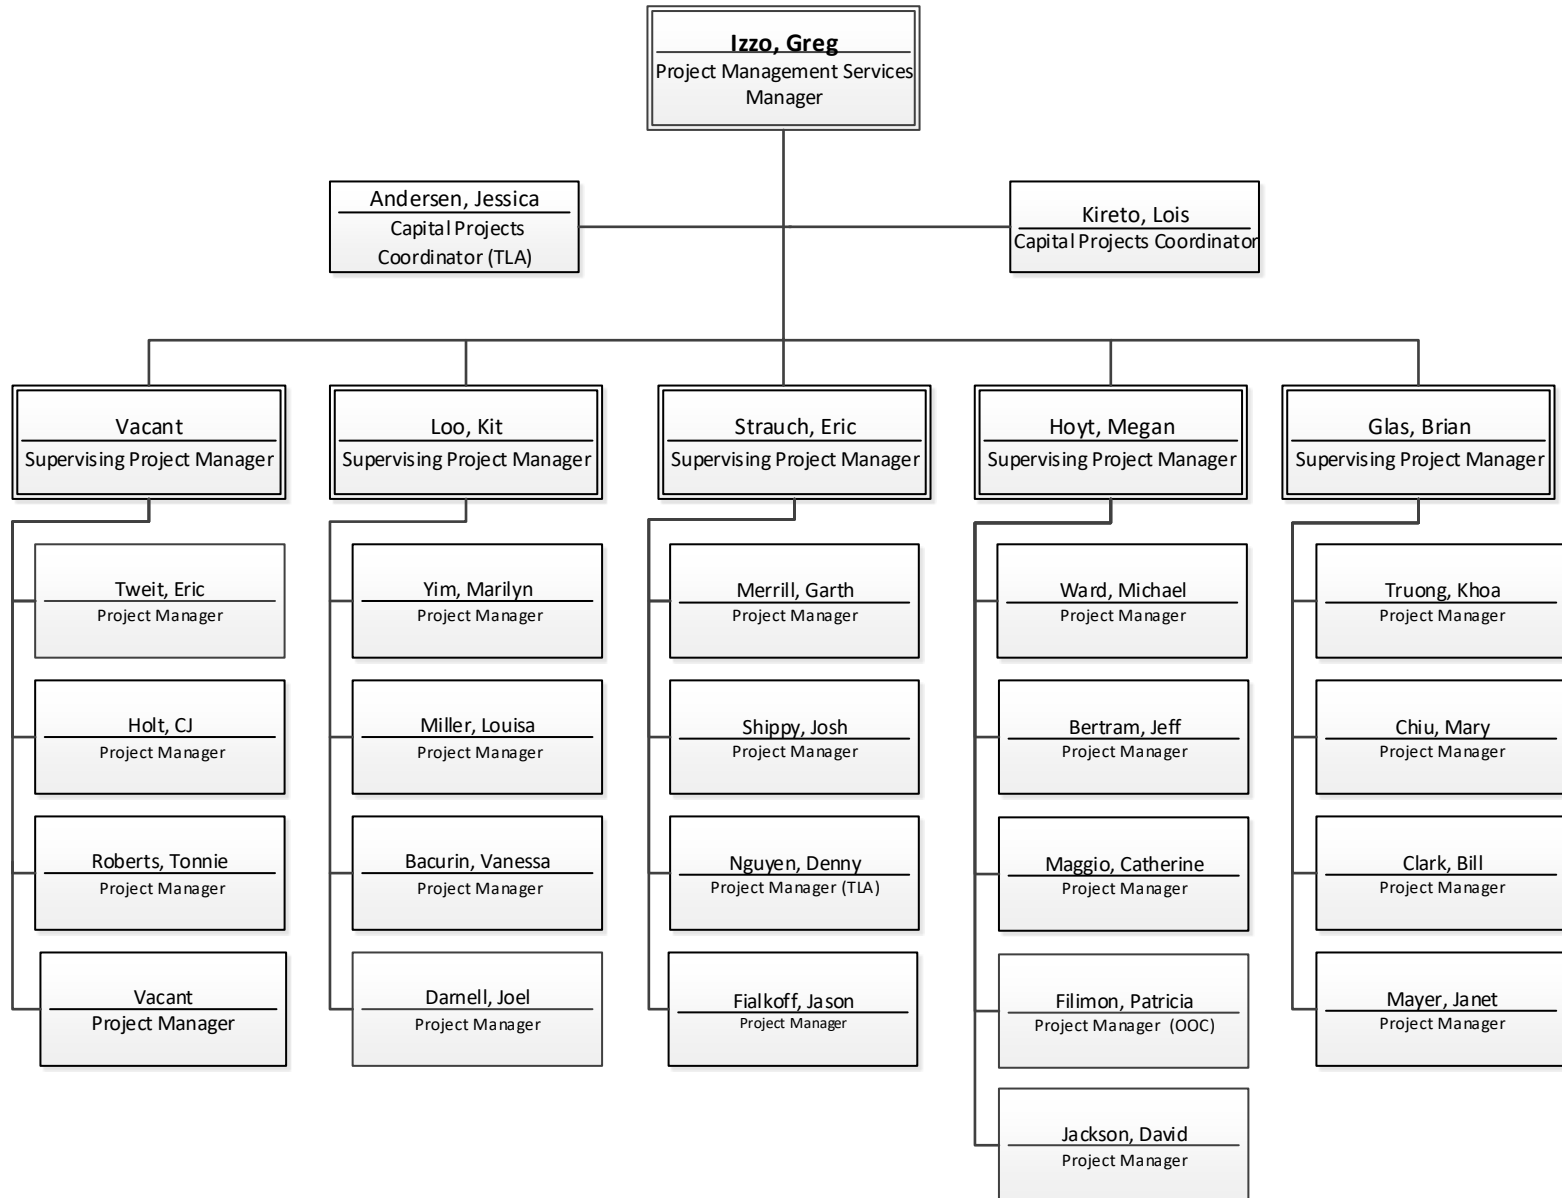 Izzo, Greg
Project Management Services
Manager
Andersen, Jessica
Capital Projects
Coordinator (TLA)
Kireto, Lois
Capital Projects Coordinator
Vacant
Supervising Project Manager
Loo, Kit
Supervising Project Manager
Strauch, Eric
Supervising Project Manager
Hoyt, Megan
Supervising Project Manager
Glas, Brian
Supervising Project Manager
Tweit, Eric
Project Manager
Yim, Marilyn
Project Manager
Merrill, Garth
Project Manager
Ward, Michael
Project Manager
Truong, Khoa
Project Manager
Holt, CJ
Project Manager
Miller, Louisa
Project Manager
Shippy, Josh
Project Manager
Bertram, Jeff
Project Manager
Chiu, Mary
Project Manager
Roberts, Tonnie
Project Manager
Bacurin, Vanessa
Project Manager
Nguyen, Denny
Project Manager (TLA)
Maggio, Catherine
Project Manager
Clark, Bill
Project Manager
Vacant
Project Manager
Darnell, Joel
Project Manager
Fialkoff, Jason
Project Manager
Filimon, Patricia
Project Manager (OOC)
Mayer, Janet
Project Manager
Jackson, David
Project Manager